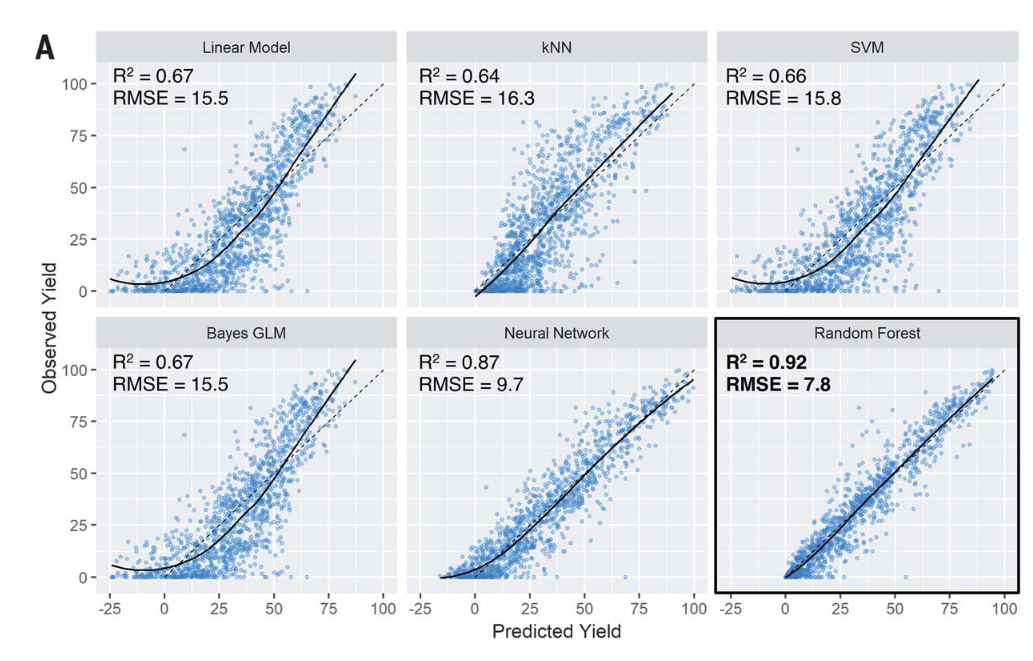 A
Linear Model
kNN
SVM
R² = 0.67
RMSE = 15.5
R² = 0.64
RMSE = 16.3
R² = 0.66
RMSE = 15.8
100
75
50
25
0
Observed Yield
Bayes GLM
Neural Network
Random Forest
R² = 0.67
RMSE = 15.5
R² = 0.87
RMSE = 9.7
R² = 0.92
RMSE = 7.8
100
75
50
25
0
-25 0 25 50 75 100
-25 0 25 50 75 100
-25 0 25 50 75 100
Predicted Yield